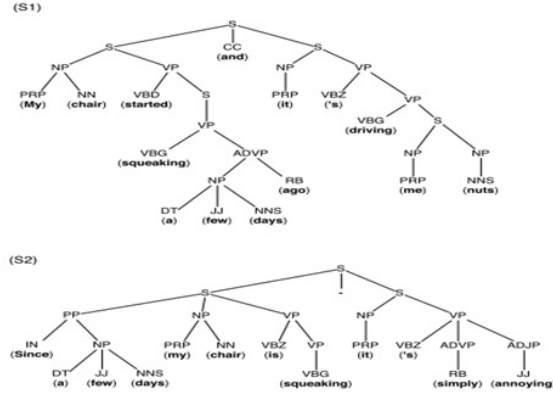 (S1)
S
S CC S
(and)
NP VP NP VP
PRP NN VBD S PRP VBZ VP
(My) (chair) (started) (it) ('s)
VP VBG S
(driving)
VBG ADVP NP NP
(squeaking)
NP RB PRP NNS
(ago) (me) (nuts)
DT JJ NNS
(a) (few) (days)
(S2)
S
S - S
PP NP VP NP VP
IN NP PRP NN VBZ VP PRP VBZ ADVP ADJP
(Since) (my) (chair) (is) (it) ('s)
DT JJ NNS VBG RB JJ
(a) (few) (days) (squeaking) (simply) (annoying)